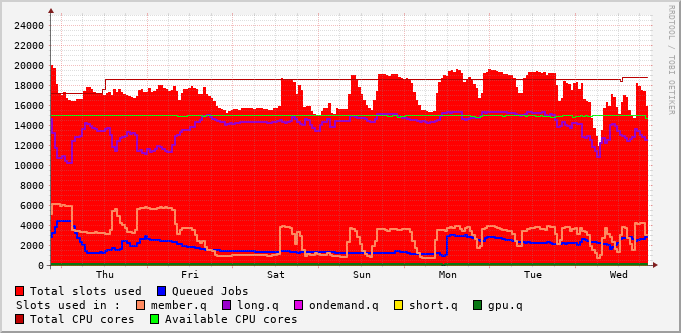 24000
22000
20000
18000
16000
14000
12000
10000
8000
6000
4000
2000
0
Thu Fri Sat Sun Mon Tue Wed
RRDTOOL / TOBI OETIKER
Total slots used Queued Jobs
Slots used in : member.q long.q ondemand.q short.q gpu.q
Total CPU cores Available CPU cores